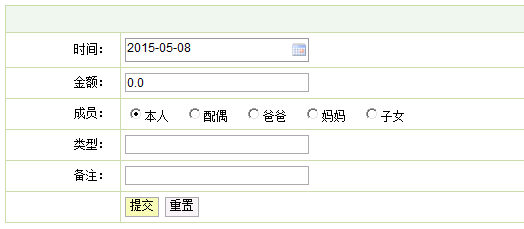 时间： 2015-05-08
金额： 0.0
成员： 本人 配偶 爸爸 妈妈 子女
类型：
备注：
提交 重置